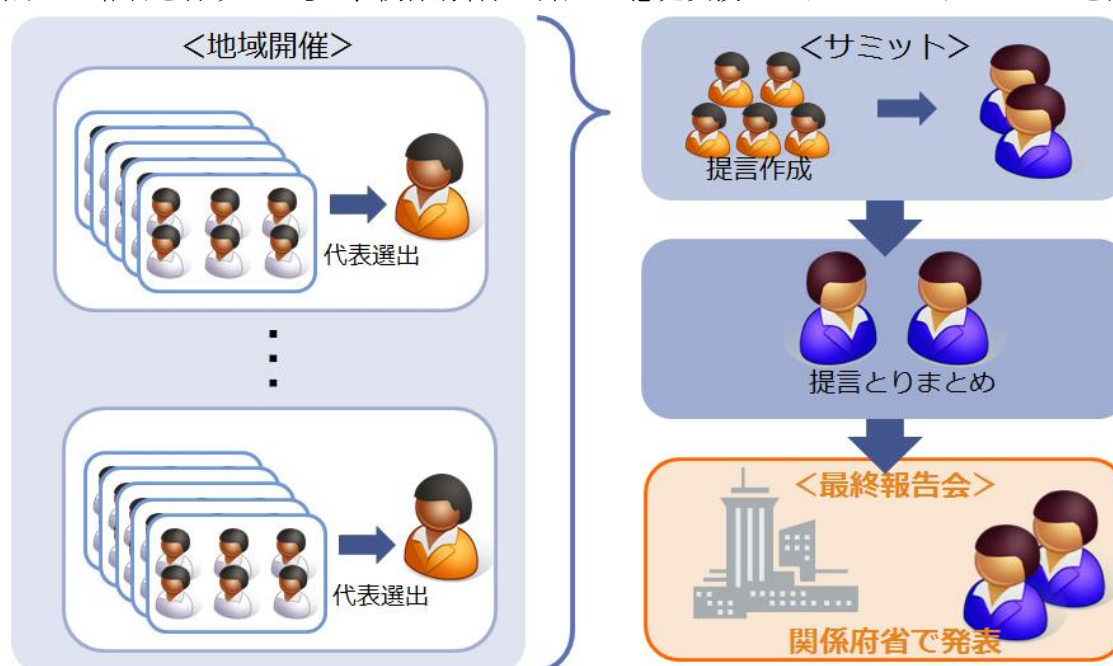 ＜地域開催＞
代表選出
代表選出
＜サミット＞
提言作成
提言とりまとめ
＜最終報告会＞
関係府省で発表